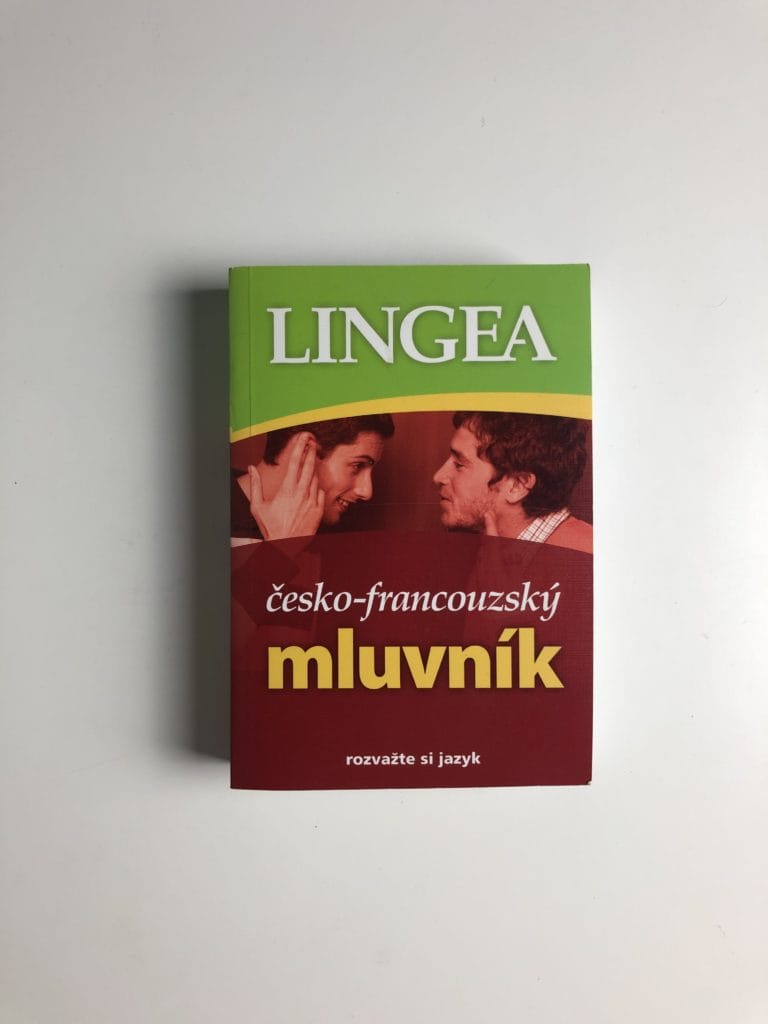 LINGEA
česko-francouzský
mluvník
rozvažte si jazyk